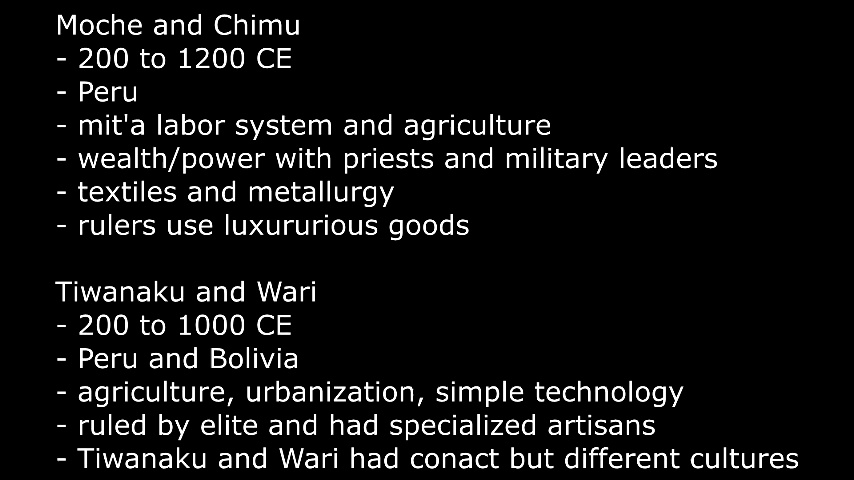 Moche and Chimu
- 200 to 1200 CE
- Peru
- mit'a labor system and agriculture
- wealth/power with priests and military leaders
- textiles and metallurgy
- rulers use luxururious goods
Tiwanaku and Wari
- 200 to 1000 CE
- Peru and Bolivia
- agriculture, urbanization, simple technology
- ruled by elite and had specialized artisans
- Tiwanaku and Wari had conact but different cultures